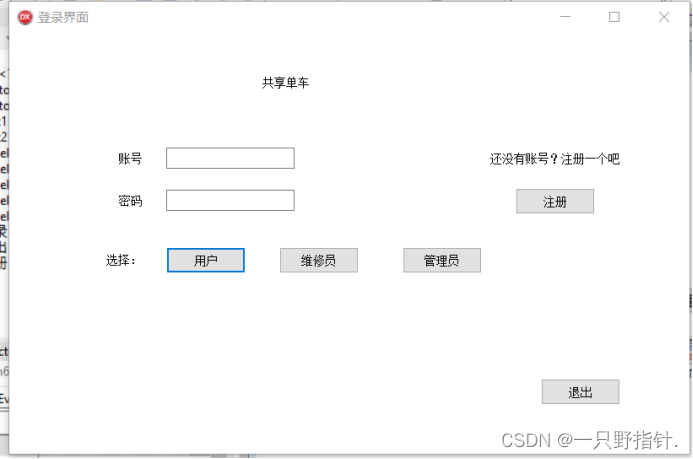 DX 登录界面
共享单车
账号
还没有账号？注册一个吧
密码
注册
选择：
用户
维修员
管理员
退出
CSDN @一只野指针.